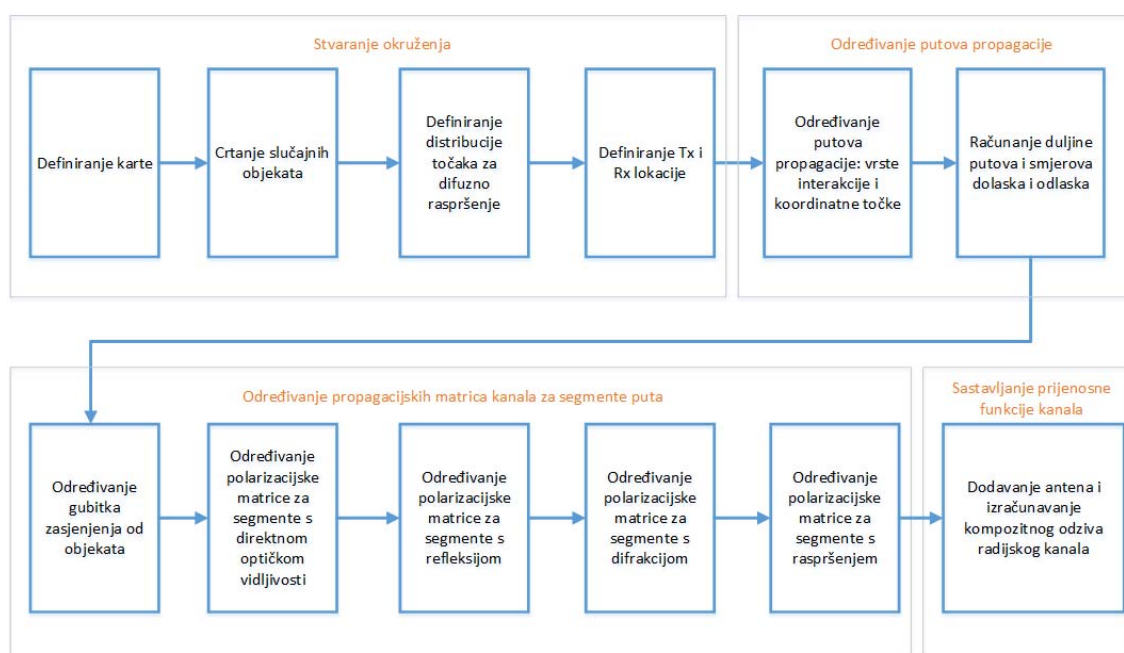 Stvaranje okruženja
Definiranje karte
Crtanje slučajnih
objekata
Definiranje
distribucije
točaka za
difuzno
raspršenje
Definiranje Tx i
Rx lokacije
Određivanje putova propagacije
Određivanje
putova
propagacije: vrste
interakcije i
koordinatne točke
Računanje duljine
putova i smjerova
dolaska i odlaska
Određivanje propagacijskih matrica kanala za segmente puta
Određivanje
gubitka
zasjenjenja od
objekata
Određivanje
polarizacijske
matrice za
segmente s
direktnom
optičkom
vidljivosti
Određivanje
polarizacijske
matrice za
segmente s
refleksijom
Određivanje
polarizacijske
matrice za
segmente s
difrakcijom
Određivanje
polarizacijske
matrice za
segmente s
raspršenjem
Sastavljanje prijenosne
funkcije kanala
Dodavanje antena i
izračunavanje
kompozitnog odziva
radijskog kanala